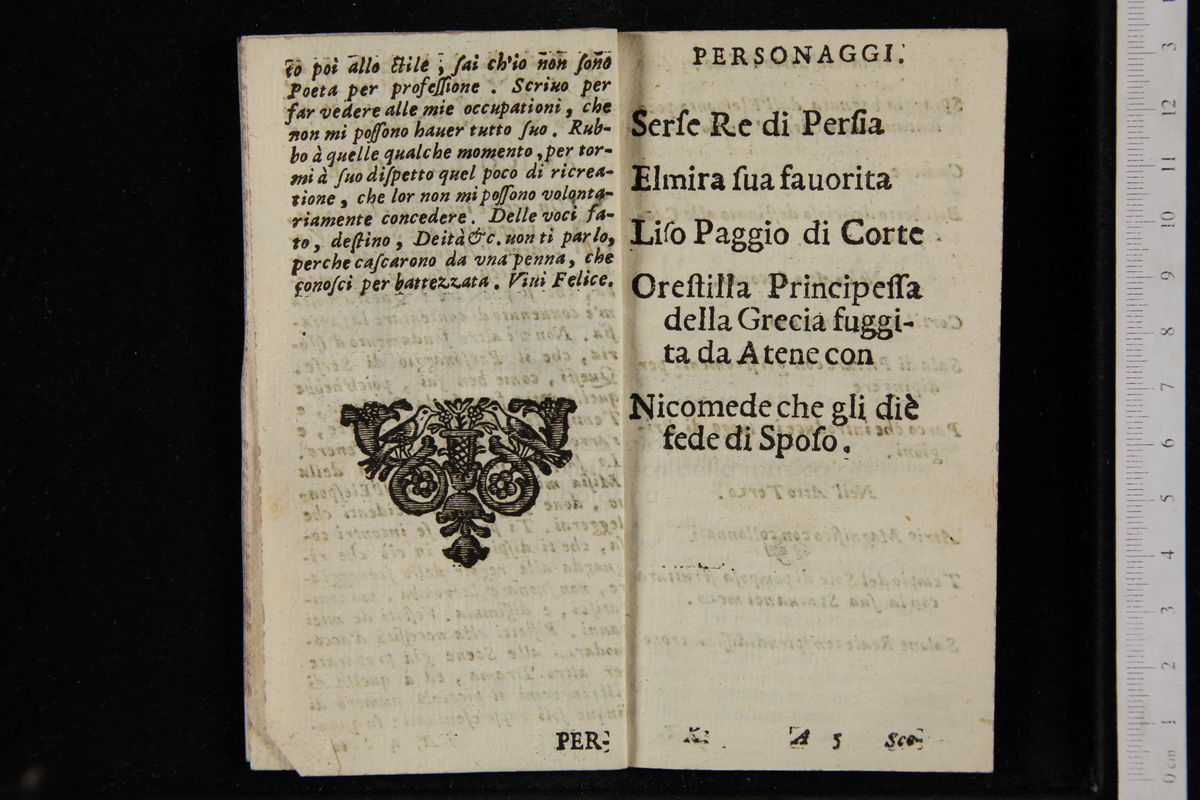 to poi allo ſtile, ſai ch'io non ſono
Poeta per profeſſione. Scriuo per
far vedere alle mie occupationi, che
non mi poſſono hauer tutto ſuo. Rub-
bo à quelle qualche momento, per tor-
mi à ſuo diſpetto quel poco di ricrea-
tione, che lor non mi poſſono volonta-
riamente concedere. Delle voci fa-
to, deſtino, Deità &c. non ti parlo,
perche caſcarono da vna penna, che
conoſci per battezzata. Viui Felice.
PER-
PERSONAGGI.
Serſe Re di Perſia
Elmira ſua fauorita
Liſo Paggio di Corte
Oreſtilla Principeſſa
della Grecia fuggi-
ta da Atene con
Nicomede che gli diè
fede di Spoſo.
A 5 Sce-